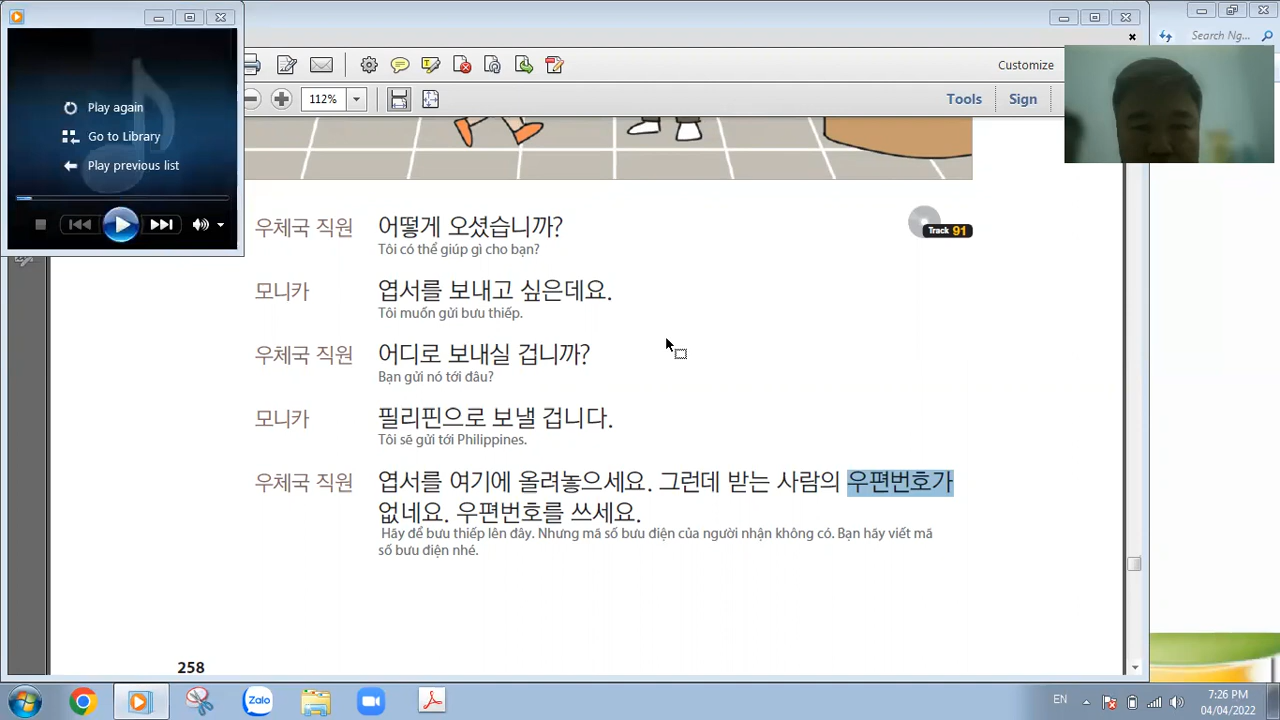 Search Ng...
Play again
Go to Library
Play previous list
112%
Customize
Tools
Sign
우체국 직원 어떻게 오셨습니까?
Track 91
Tôi có thể giúp gì cho bạn?
모니카 엽서를 보내고 싶은데요.
Tôi muốn gửi bưu thiếp.
우체국 직원 어디로 보내실 겁니까?
Bạn gửi nó tới đâu?
모니카 필리핀으로 보낼 겁니다.
Tôi sẽ gửi tới Philippines.
우체국 직원 엽서를 여기에 올려놓으세요. 그런데 받는 사람의 우편번호가
없네요. 우편번호를 쓰세요.
Hãy để bưu thiếp lên đây. Nhưng mã số bưu điện của người nhận không có. Bạn hãy viết mã
số bưu điện nhé.
258
Zalo
EN
7:26 PM
04/04/2022